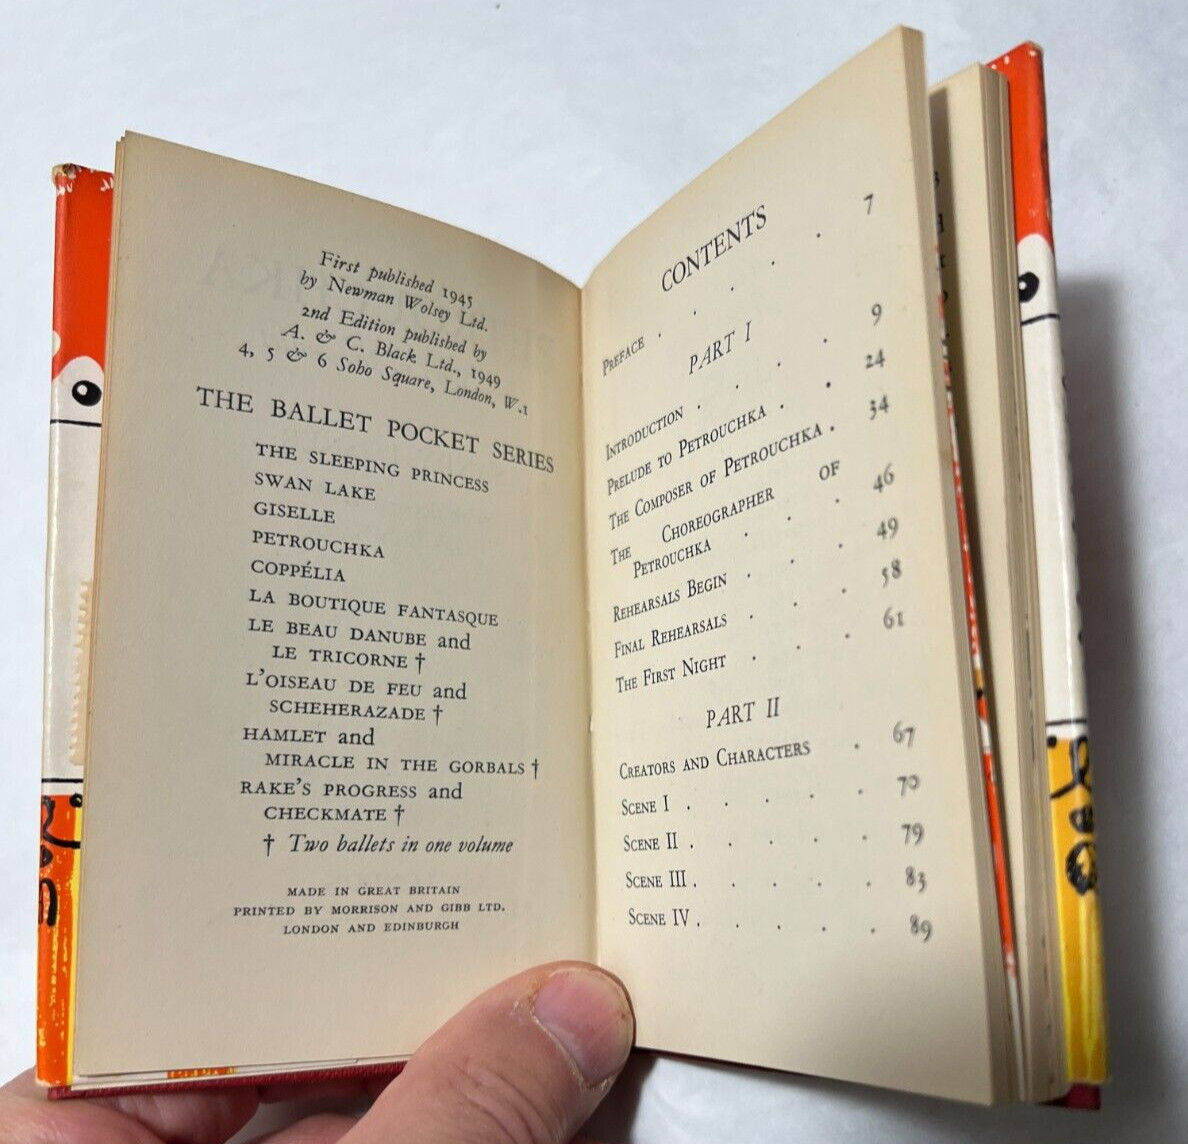 First published 1945
by Newman Wolsey Ltd.
2nd Edition published by
A. & C. Black Ltd., 1949
4, 5 & 6 Soho Square, London, W.1
THE BALLET POCKET SERIES
THE SLEEPING PRINCESS
SWAN LAKE
GISELLE
PETROUCHKA
COPPÉLIA
LA BOUTIQUE FANTASQUE
LE BEAU DANUBE and
LE TRICORNE †
L'OISEAU DE FEU and
SCHEHERAZADE †
HAMLET and
MIRACLE IN THE GORBALS †
RAKE'S PROGRESS and
CHECKMATE †
† Two ballets in one volume
MADE IN GREAT BRITAIN
PRINTED BY MORRISON AND GIBB LTD.
LONDON AND EDINBURGH
CONTENTS
PREFACE . . . . . 7
PART I
INTRODUCTION . . . . 9
PRELUDE TO PETROUCHKA . . 24
THE COMPOSER OF PETROUCHKA . 34
THE CHOREOGRAPHER OF
PETROUCHKA . . . 46
REHEARSALS BEGIN . . . 49
FINAL REHEARSALS . . . 58
THE FIRST NIGHT . . . 61
PART II
CREATORS AND CHARACTERS . 67
SCENE I . . . . . 70
SCENE II . . . . . 79
SCENE III . . . . . 83
SCENE IV . . . . . 89